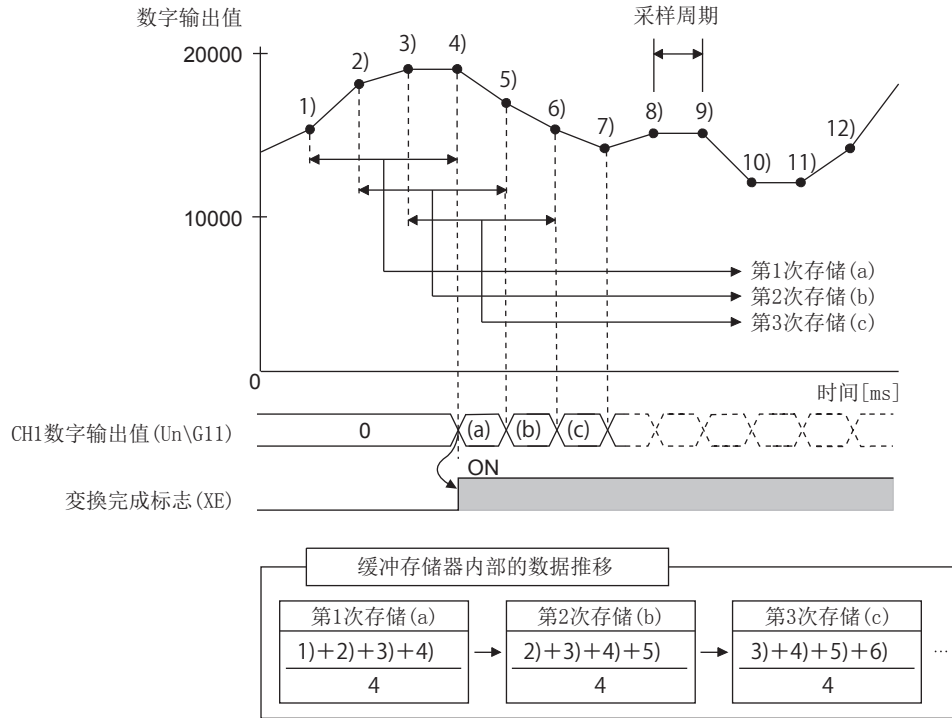 数字输出值
采样周期
20000
1)
2)
3)
4)
5)
6)
7)
8)
9)
10)
11)
12)
10000
第1次存储(a)
第2次存储(b)
第3次存储(c)
0
时间[ms]
CH1数字输出值(Un\G11)
0
(a)
(b)
(c)
ON
变换完成标志(XE)
缓冲存储器内部的数据推移
第1次存储(a)
1)+2)+3)+4)
4
第2次存储(b)
2)+3)+4)+5)
4
第3次存储(c)
3)+4)+5)+6)
4
…